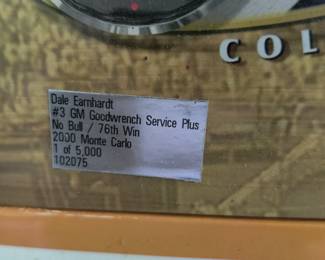 COL
Dale Earnhardt
#3 GM Goodwrench Service Plus
No Bull / 76th Win
2000 Monte Carlo
1 of 5,000
102075